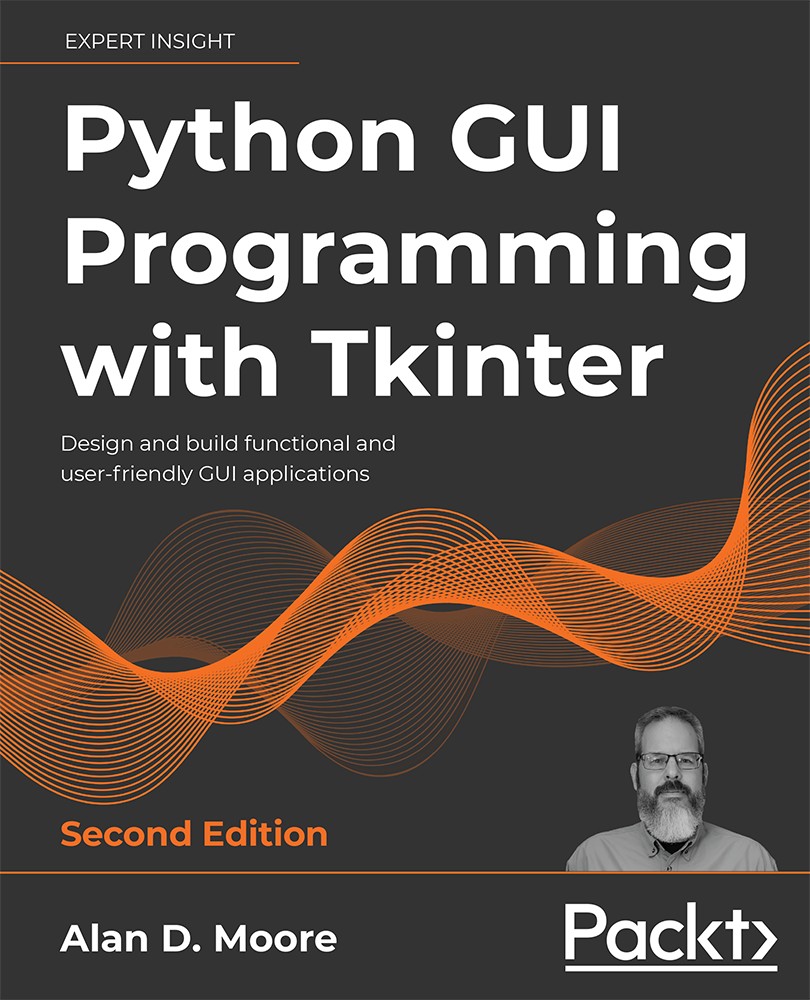 EXPERT INSIGHT
Python GUI
Programming
with Tkinter
Design and build functional and
user-friendly GUI applications
Second Edition
Alan D. Moore
Packt>